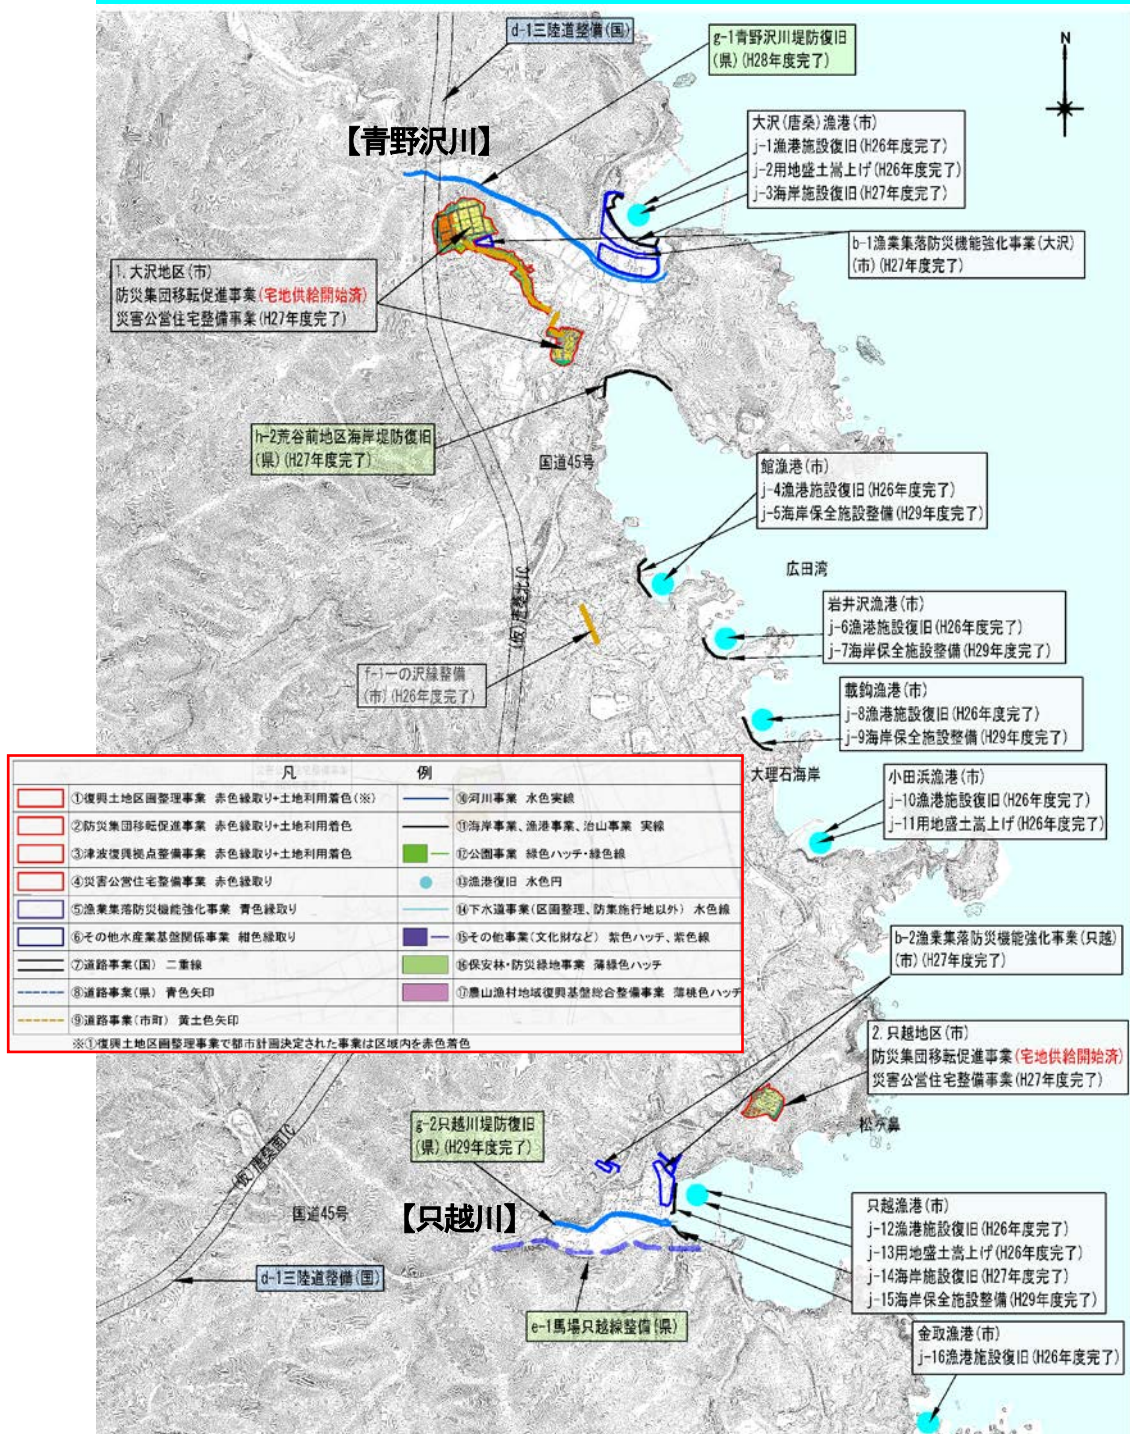 d-1三陸道整備(国)
g-1青野沢川堤防復旧
(県)(H28年度完了)
N
【青野沢川】
大沢(唐桑)漁港(市)
j-1漁港施設復旧(H26年度完了)
j-2用地盛土嵩上げ(H26年度完了)
j-3海岸施設復旧(H27年度完了)
b-1漁業集落防災機能強化事業(大沢)
(市)(H27年度完了)
1.大沢地区(市)
防災集団移転促進事業(宅地供給開始済)
災害公営住宅整備事業(H27年度完了)
h-2荒谷前地区海岸堤防復旧
(県)(H27年度完了)
国道45号
館漁港(市)
j-4漁港施設復旧(H26年度完了)
j-5海岸保全施設整備(H29年度完了)
(仮)唐桑北IC
広田湾
岩井沢漁港(市)
j-6漁港施設復旧(H26年度完了)
j-7海岸保全施設整備(H29年度完了)
f-1一の沢線整備
(市)(H26年度完了)
載鈎漁港(市)
j-8漁港施設復旧(H26年度完了)
j-9海岸保全施設整備(H29年度完了)
大理石海岸
小田浜漁港(市)
j-10漁港施設復旧(H26年度完了)
j-11用地盛土嵩上げ(H26年度完了)
凡 例
①復興土地区画整理事業 赤色縁取り+土地利用着色(※)
②防災集団移転促進事業 赤色縁取り+土地利用着色
③津波復興拠点整備事業 赤色縁取り+土地利用着色
④災害公営住宅整備事業 赤色縁取り
⑤漁業集落防災機能強化事業 青色縁取り
⑥その他水産業基盤関係事業 紺色縁取り
⑦道路事業(国) 二重線
⑧道路事業(県) 青色矢印
⑨道路事業(市町) 黄土色矢印
⑩河川事業 水色実線
⑪海岸事業、漁港事業、治山事業 実線
⑫公園事業 緑色ハッチ・緑色線
⑬漁港復旧 水色円
⑭下水道事業(区画整理、防集施行地以外) 水色線
⑮その他事業(文化財など) 紫色ハッチ、紫色線
⑯保安林・防災緑地事業 薄緑色ハッチ
⑰農山漁村地域復興基盤総合整備事業 薄桃色ハッチ
※①復興土地区画整理事業で都市計画決定された事業は区域内を赤色着色
b-2漁業集落防災機能強化事業(只越)
(市)(H27年度完了)
2.只越地区(市)
防災集団移転促進事業(宅地供給開始済)
災害公営住宅整備事業(H27年度完了)
松ヶ鼻
g-2只越川堤防復旧
(県)(H29年度完了)
(仮)唐桑南IC
国道45号
【只越川】
只越漁港(市)
j-12漁港施設復旧(H26年度完了)
j-13用地盛土嵩上げ(H26年度完了)
j-14海岸施設復旧(H27年度完了)
j-15海岸保全施設整備(H29年度完了)
d-1三陸道整備(国)
e-1馬場只越線整備(県)
金取漁港(市)
j-16漁港施設復旧(H26年度完了)